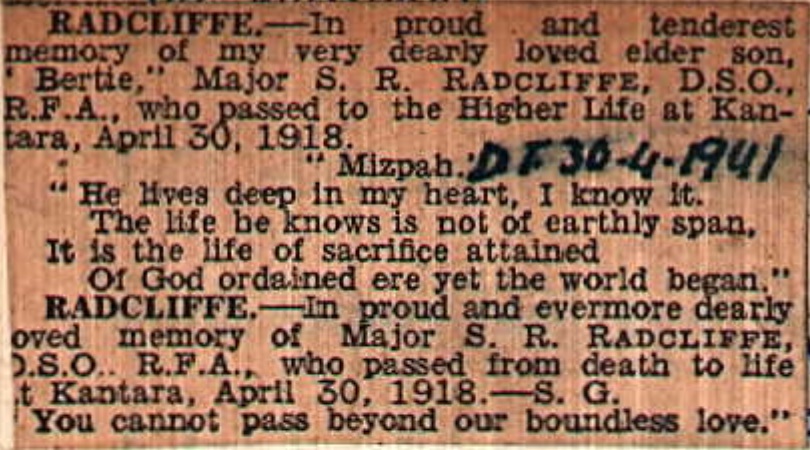 RADCLIFFE.—In proud and tenderest
memory of my very dearly loved elder son,
" Bertie," Major S. R. RADCLIFFE, D.S.O.,
R.F.A., who passed to the Higher Life at Kan-
tara, April 30, 1918.
" Mizpah." DT 30-4-1941
" He lives deep in my heart, I know it.
The life he knows is not of earthly span,
It is the life of sacrifice attained
Of God ordained ere yet the world began."
RADCLIFFE.—In proud and evermore dearly
oved memory of Major S. R. RADCLIFFE,
D.S.O.. R.F.A., who passed from death to life
t Kantara, April 30, 1918.—S. G.
You cannot pass beyond our boundless love."